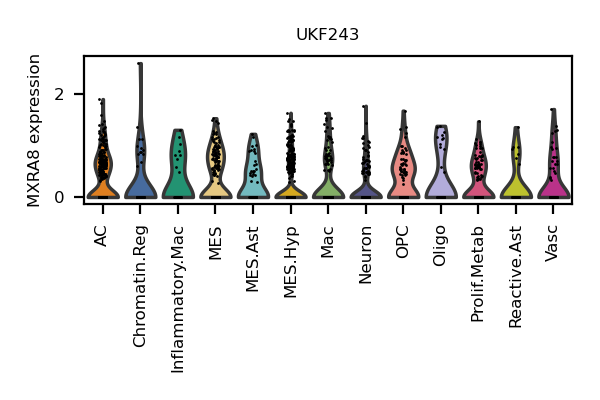 UKF243
MXRA8 expression
2
0
AC
Chromatin.Reg
Inflammatory.Mac
MES
MES.Ast
MES.Hyp
Mac
Neuron
OPC
Oligo
Prolif.Metab
Reactive.Ast
Vasc